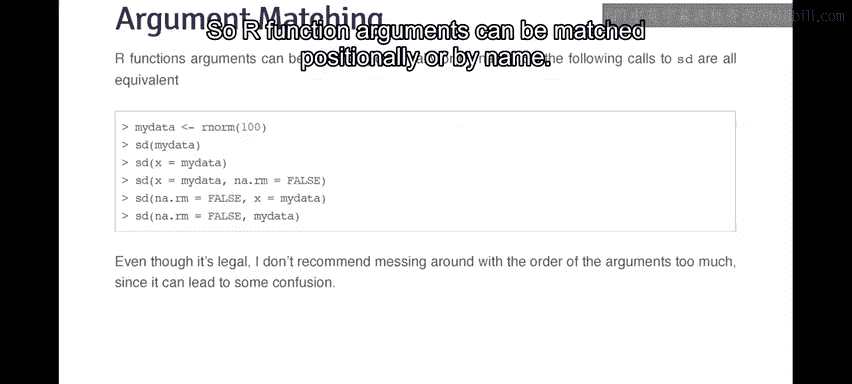 Argument Matching
So R function arguments can be matched
positionally or by name.
R functions arguments can be the following calls to sd are all
equivalent
> mydata <- rnorm(100)
> sd(mydata)
> sd(x = mydata)
> sd(x = mydata, na.rm = FALSE)
> sd(na.rm = FALSE, x = mydata)
> sd(na.rm = FALSE, mydata)
Even though it's legal, I don't recommend messing around with the order of the arguments too much,
since it can lead to some confusion.